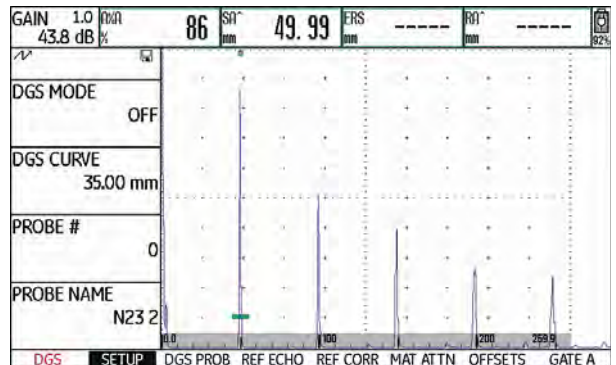 GAIN 1.0
43.8 dB
A%A
%
86
SA^
mm
49.99
ERS
mm
-----
RA^
mm
-----
92%
DGS MODE
OFF
DGS CURVE
35.00 mm
PROBE #
0
PROBE NAME
N23 2
0.0 100 200 259.9
DGS SETUP DGS PROB REF ECHO REF CORR MAT ATTN OFFSETS GATE A